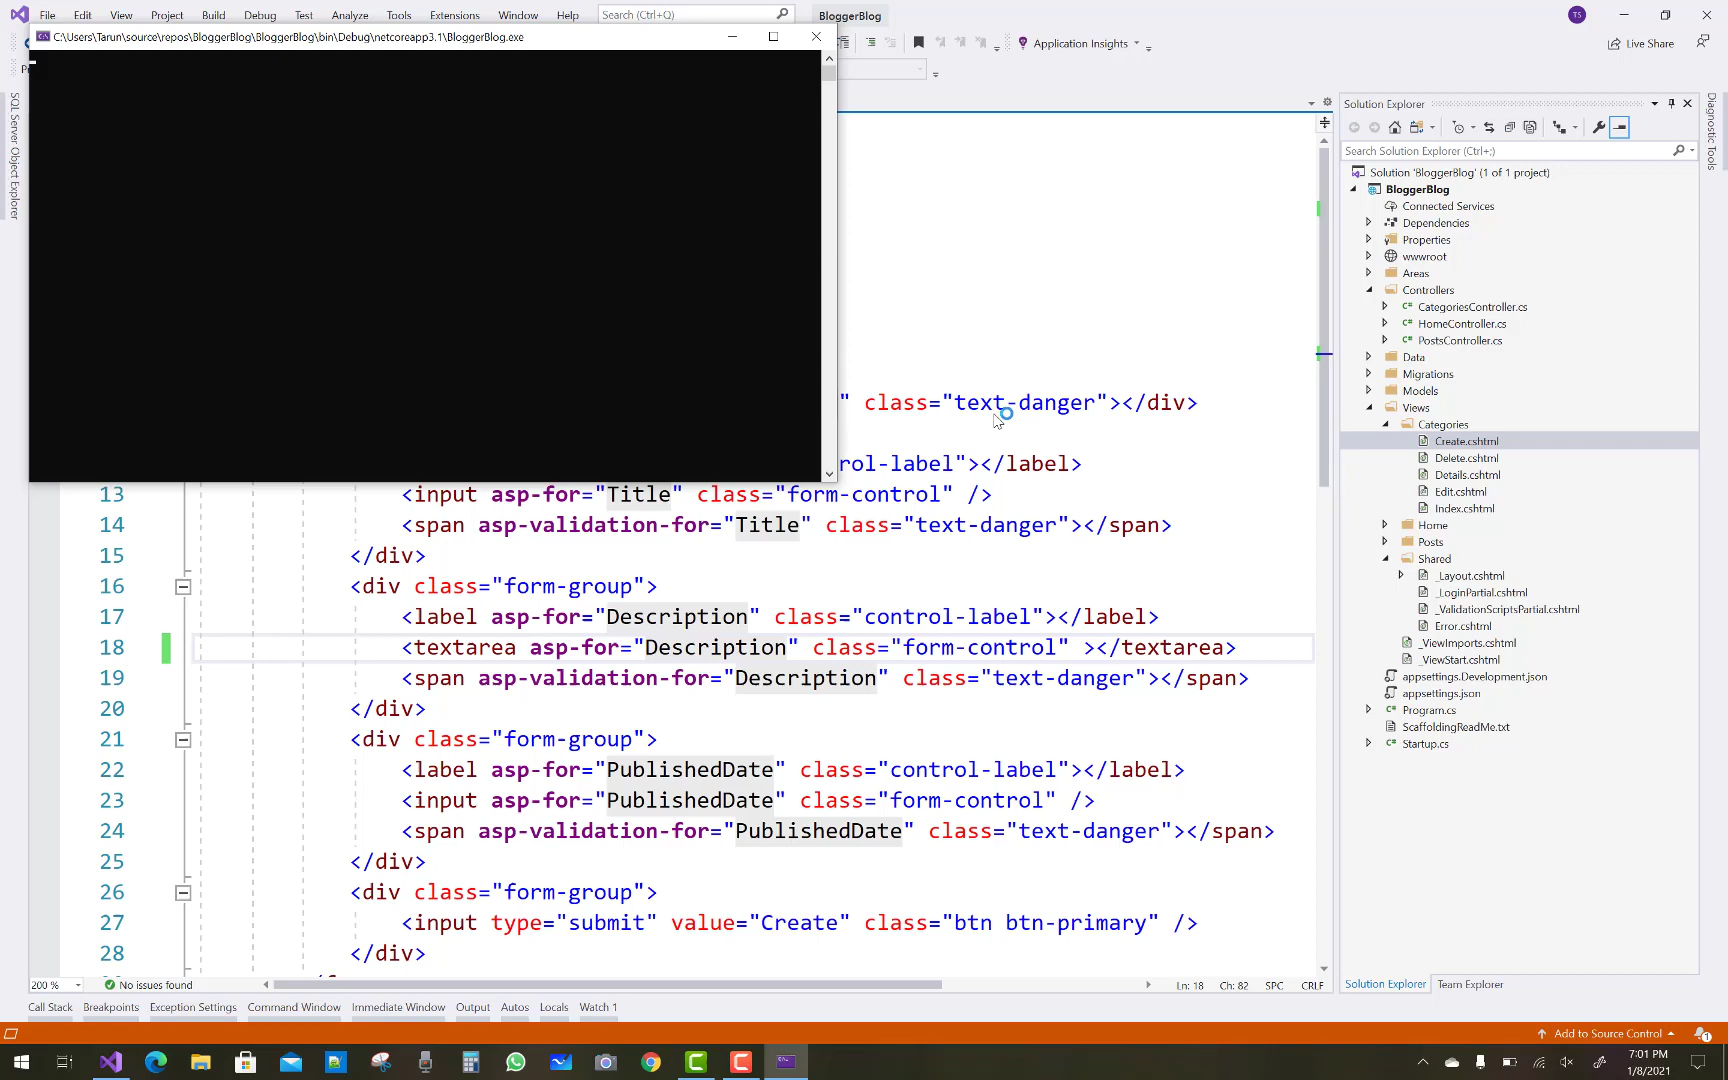 File Edit View Project Build Debug Test Analyze Tools Extensions Window Help Search (Ctrl+Q) BloggerBlog TS
C:\Users\Tarun\source\repos\BloggerBlog\BloggerBlog\bin\Debug\netcoreapp3.1\BloggerBlog.exe
Application Insights Live Share
SQL Server Object Explorer
" class="text-danger"></div>
rol-label"></label>
13 <input asp-for="Title" class="form-control" />
14 <span asp-validation-for="Title" class="text-danger"></span>
15 </div>
16 <div class="form-group">
17 <label asp-for="Description" class="control-label"></label>
18 <textarea asp-for="Description" class="form-control" ></textarea>
19 <span asp-validation-for="Description" class="text-danger"></span>
20 </div>
21 <div class="form-group">
22 <label asp-for="PublishedDate" class="control-label"></label>
23 <input asp-for="PublishedDate" class="form-control" />
24 <span asp-validation-for="PublishedDate" class="text-danger"></span>
25 </div>
26 <div class="form-group">
27 <input type="submit" value="Create" class="btn btn-primary" />
28 </div>
200 % No issues found Ln: 18 Ch: 82 SPC CRLF
Call Stack Breakpoints Exception Settings Command Window Immediate Window Output Autos Locals Watch 1
Solution Explorer
Search Solution Explorer (Ctrl+;)
Solution 'BloggerBlog' (1 of 1 project)
BloggerBlog
Connected Services
Dependencies
Properties
wwwroot
Areas
Controllers
C# CategoriesController.cs
C# HomeController.cs
C# PostsController.cs
Data
Migrations
Models
Views
Categories
Create.cshtml
Delete.cshtml
Details.cshtml
Edit.cshtml
Index.cshtml
Home
Posts
Shared
_Layout.cshtml
_LoginPartial.cshtml
_ValidationScriptsPartial.cshtml
Error.cshtml
_ViewImports.cshtml
_ViewStart.cshtml
appsettings.Development.json
appsettings.json
C# Program.cs
ScaffoldingReadMe.txt
C# Startup.cs
Solution Explorer Team Explorer
Diagnostic Tools
Add to Source Control 1
7:01 PM
1/8/2021